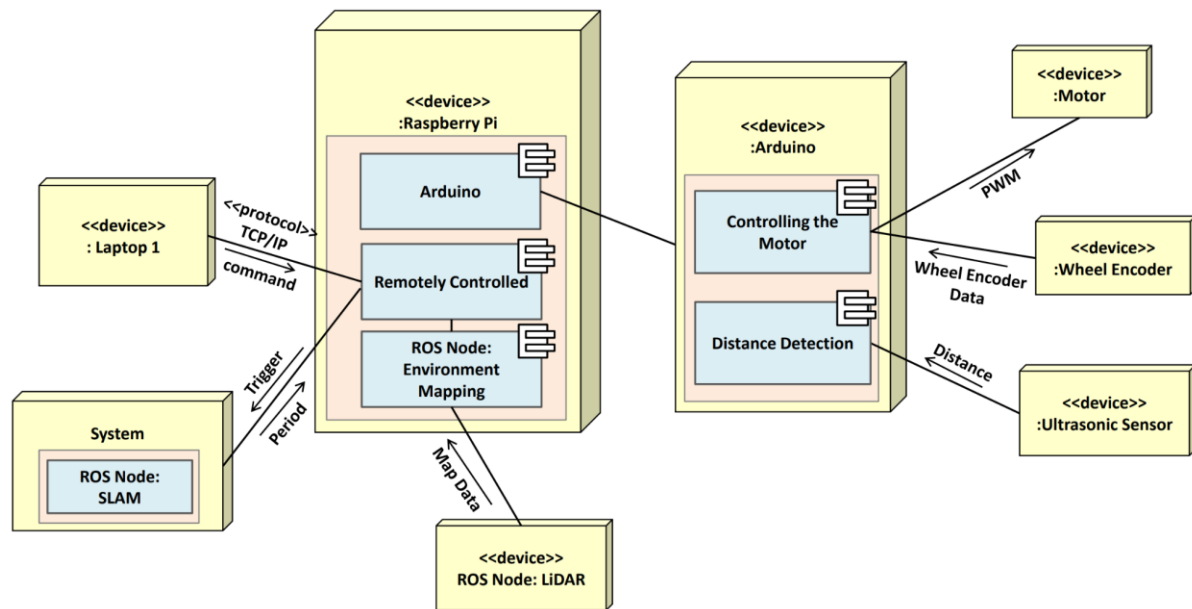 <<device>>
:Raspberry Pi
Arduino
Remotely Controlled
ROS Node:
Environment
Mapping
<<device>>
: Laptop 1
<<protocol>>
TCP/IP
command
Trigger
Period
System
ROS Node:
SLAM
Map Data
<<device>>
ROS Node: LiDAR
<<device>>
:Arduino
Controlling the
Motor
Distance Detection
<<device>>
:Motor
PWM
<<device>>
:Wheel Encoder
Wheel Encoder
Data
Distance
<<device>>
:Ultrasonic Sensor